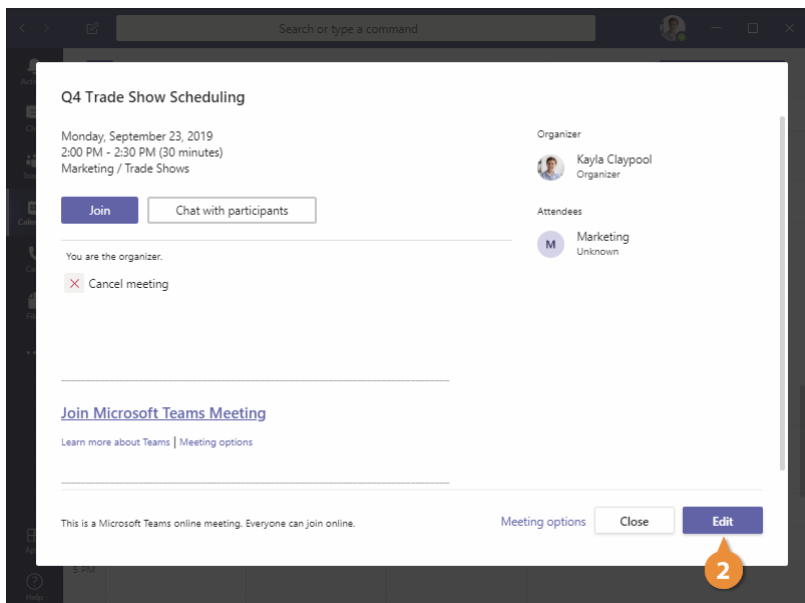 Search or type a command
Q4 Trade Show Scheduling
Monday, September 23, 2019
2:00 PM - 2:30 PM (30 minutes)
Marketing / Trade Shows
Join
Chat with participants
You are the organizer.
Cancel meeting
Join Microsoft Teams Meeting
Learn more about Teams | Meeting options
Organizer
Kayla Claypool
Organizer
Attendees
M
Marketing
Unknown
This is a Microsoft Teams online meeting. Everyone can join online.
Meeting options
Close
Edit
2
5 PM
Help